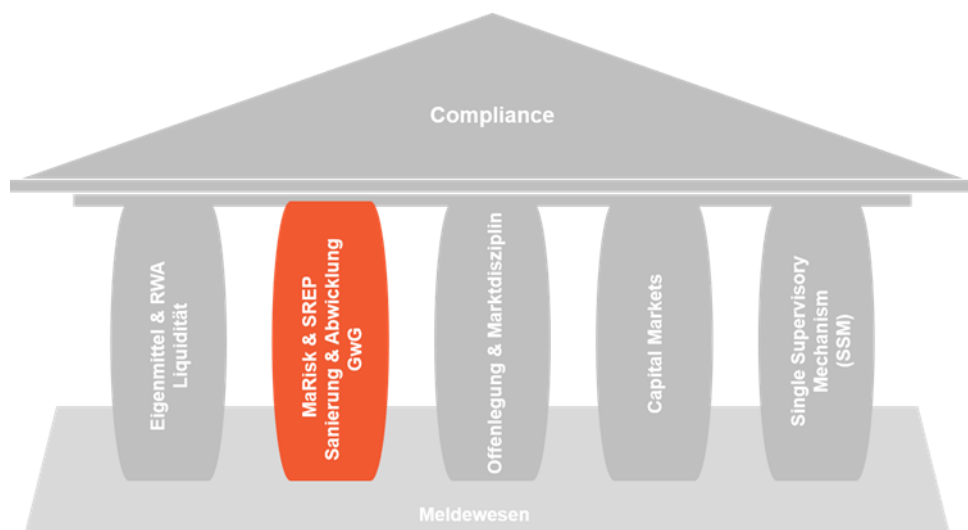 Compliance
Eigenmittel & RWA
Liquidität
MaRisk & SREP
Sanierung & Abwicklung
GwG
Offenlegung & Marktdisziplin
Capital Markets
Single Supervisory
Mechanism
(SSM)
Meldewesen